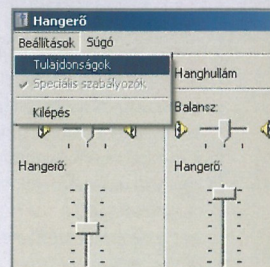 Hangerő
Beállítások Súgó
Tulajdonságok
Speciális szabályozók
Kilépés
Hanghullám
Balansz:
Hangerő:
Hangerő: